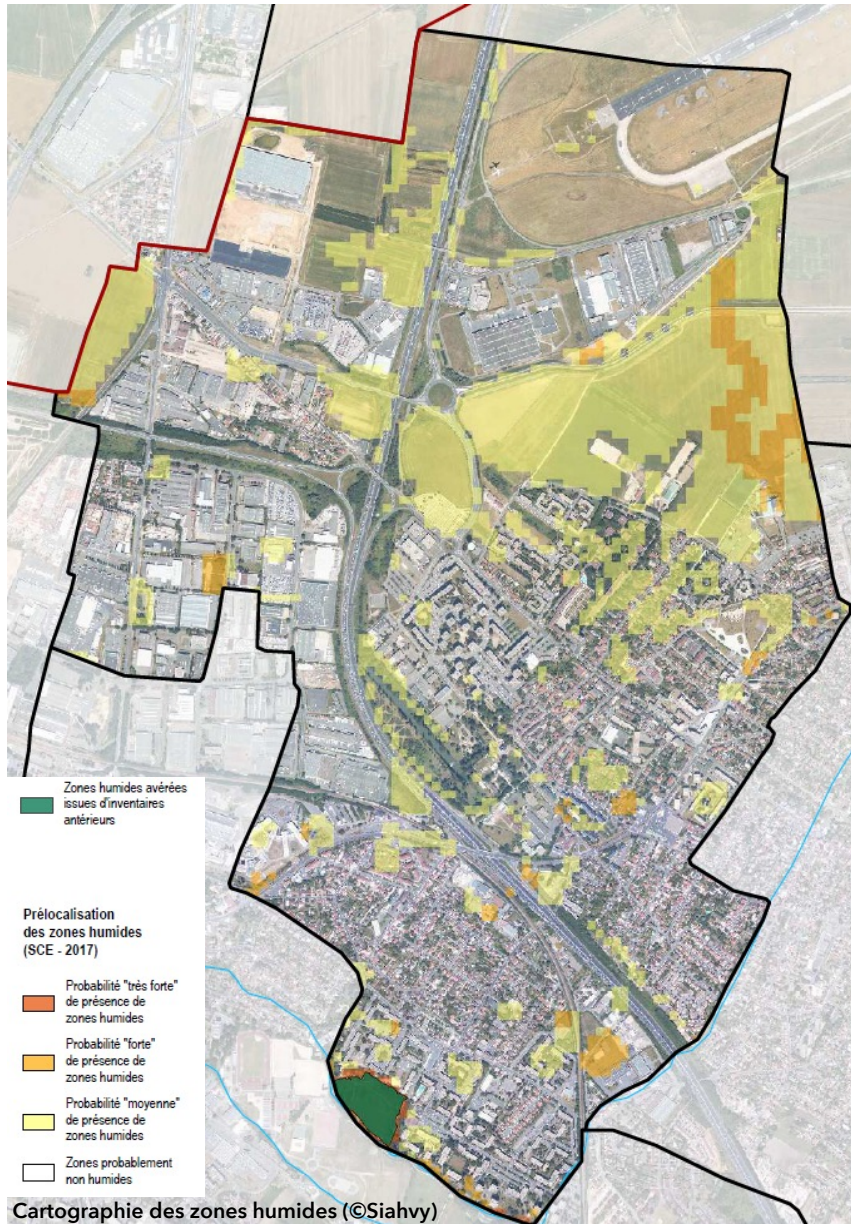 Zones humides avérées
issues d'inventaires
antérieurs
Prélocalisation
des zones humides
(SCE - 2017)
Probabilité "très forte"
de présence de
zones humides
Probabilité "forte"
de présence de
zones humides
Probabilité "moyenne"
de présence de
zones humides
Zones probablement
non humides
Cartographie des zones humides (©Siahvy)